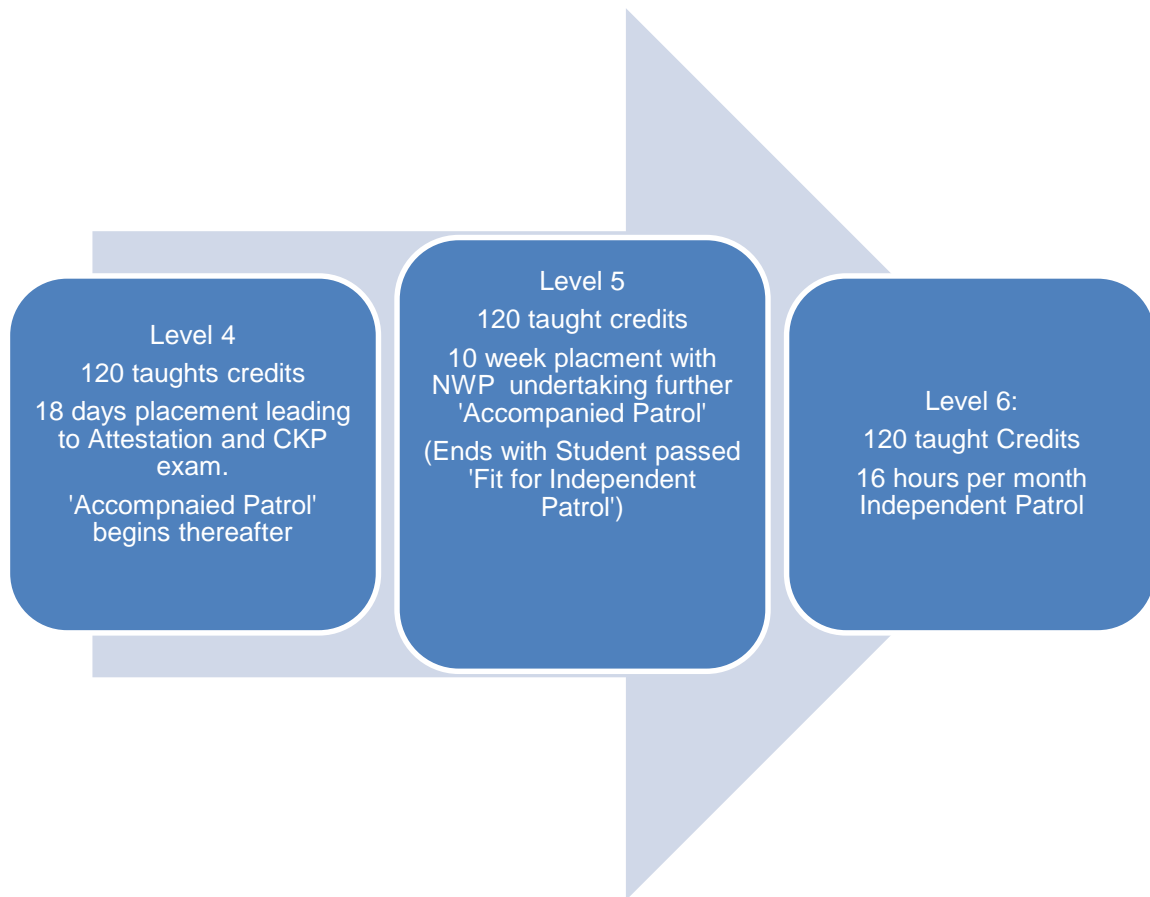 Level 4
120 taughts credits
18 days placement leading
to Attestation and CKP
exam.
'Accompnaied Patrol'
begins thereafter
Level 5
120 taught credits
10 week placment with
NWP  undertaking further
'Accompanied Patrol'
(Ends with Student passed
'Fit for Independent
Patrol')
Level 6:
120 taught Credits
16 hours per month
Independent Patrol